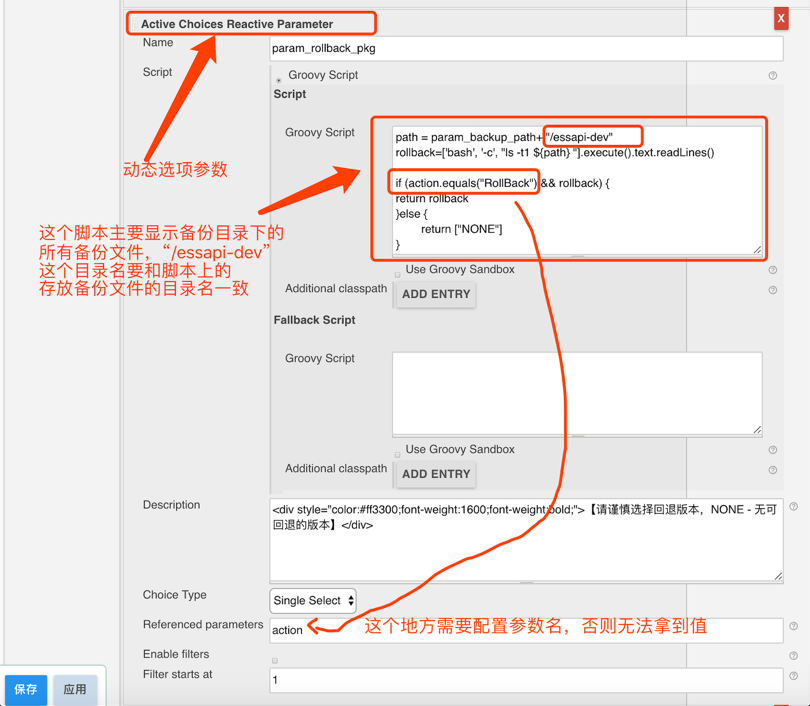 Active Choices Reactive Parameter
X
Name
param_rollback_pkg
Script
Groovy Script
Script
Groovy Script
path = param_backup_path+ "/essapi-dev"
rollback=['bash', '-c', "ls -t1 ${path} "].execute().text.readLines()
if (action.equals("RollBack") && rollback) {
return rollback
}else {
return ["NONE"]
}
动态选项参数
这个脚本主要显示备份目录下的
所有备份文件，“/essapi-dev”
这个目录名要和脚本上的
存放备份文件的目录名一致
Use Groovy Sandbox
Additional classpath
ADD ENTRY
Fallback Script
Groovy Script
Use Groovy Sandbox
Additional classpath
ADD ENTRY
Description
<div style="color:#ff3300;font-weight:1600;font-weight:bold;">【请谨慎选择回退版本，NONE - 无可
回退的版本】</div>
Choice Type
Single Select
Referenced parameters
action
这个地方需要配置参数名，否则无法拿到值
Enable filters
Filter starts at
1
保存
应用